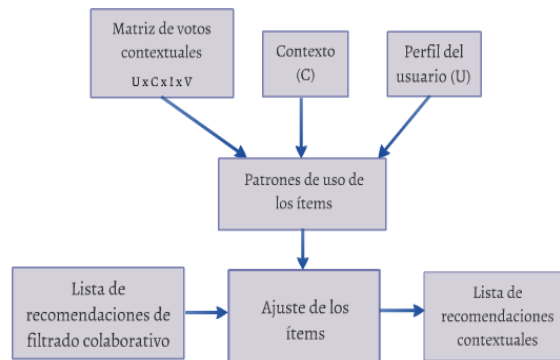 Matriz de votos
contextuales
U x C x I x V
Contexto
(C)
Perfil del
usuario (U)
Patrones de uso de
los ítems
Lista de
recomendaciones de
filtrado colaborativo
Ajuste de los
ítems
Lista de
recomendaciones
contextuales